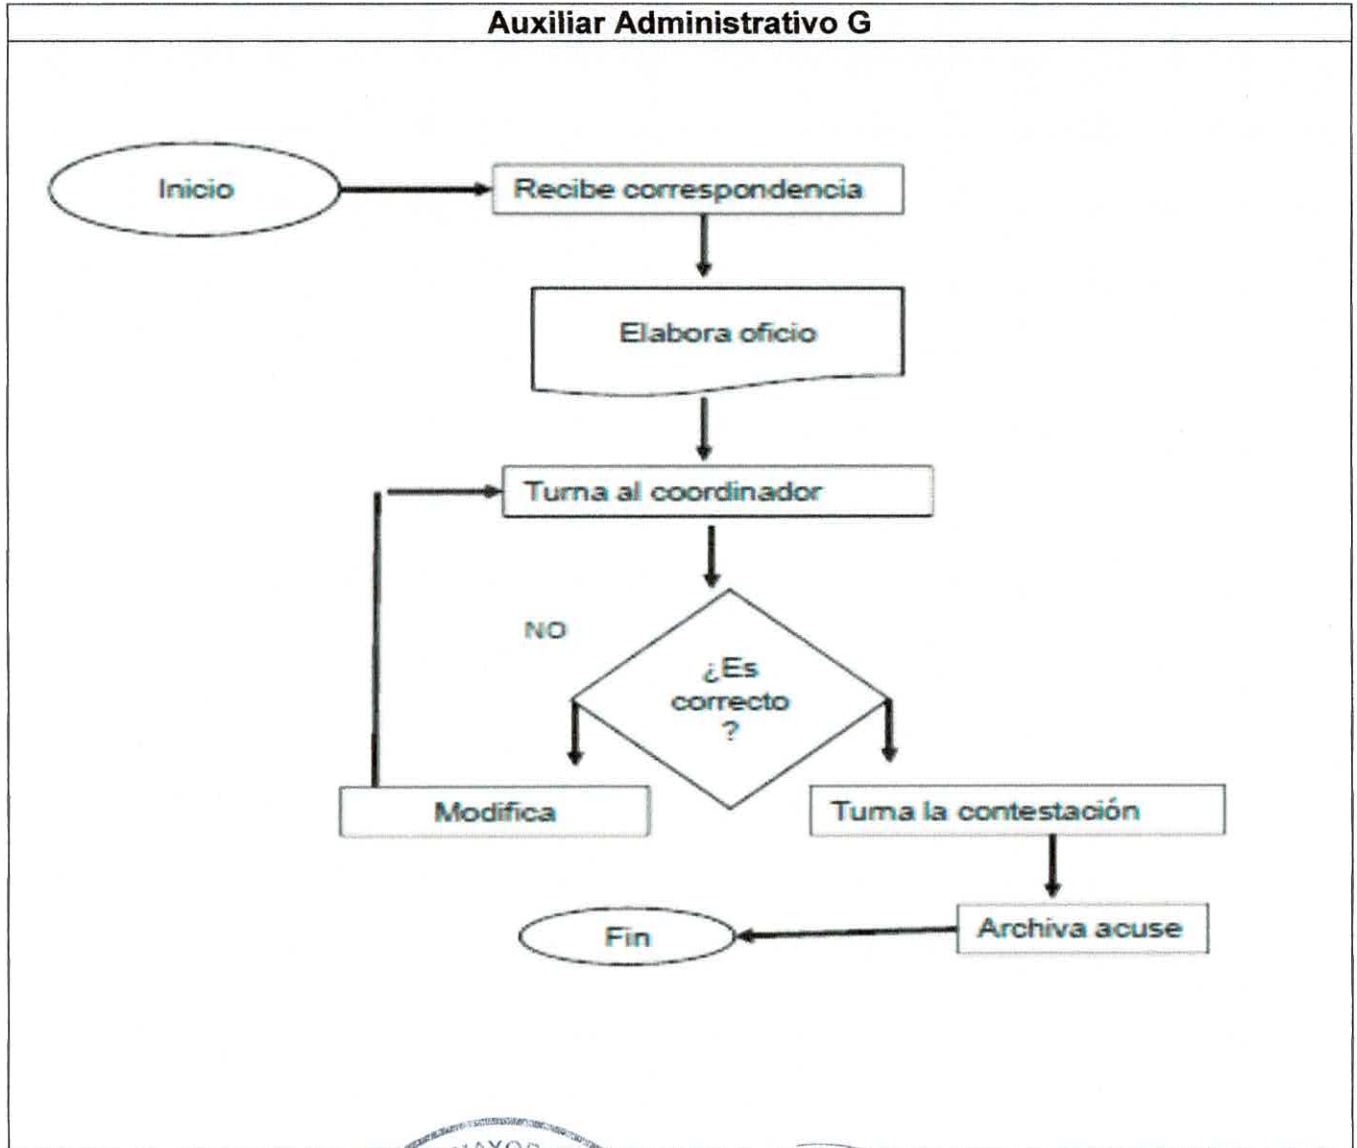 Auxiliar Administrativo G
Inicio
Recibe correspondencia
Elabora oficio
Turna al coordinador
NO
¿Es
correcto
?
Modifica
Turna la contestación
Archiva acuse
Fin
MAYOR